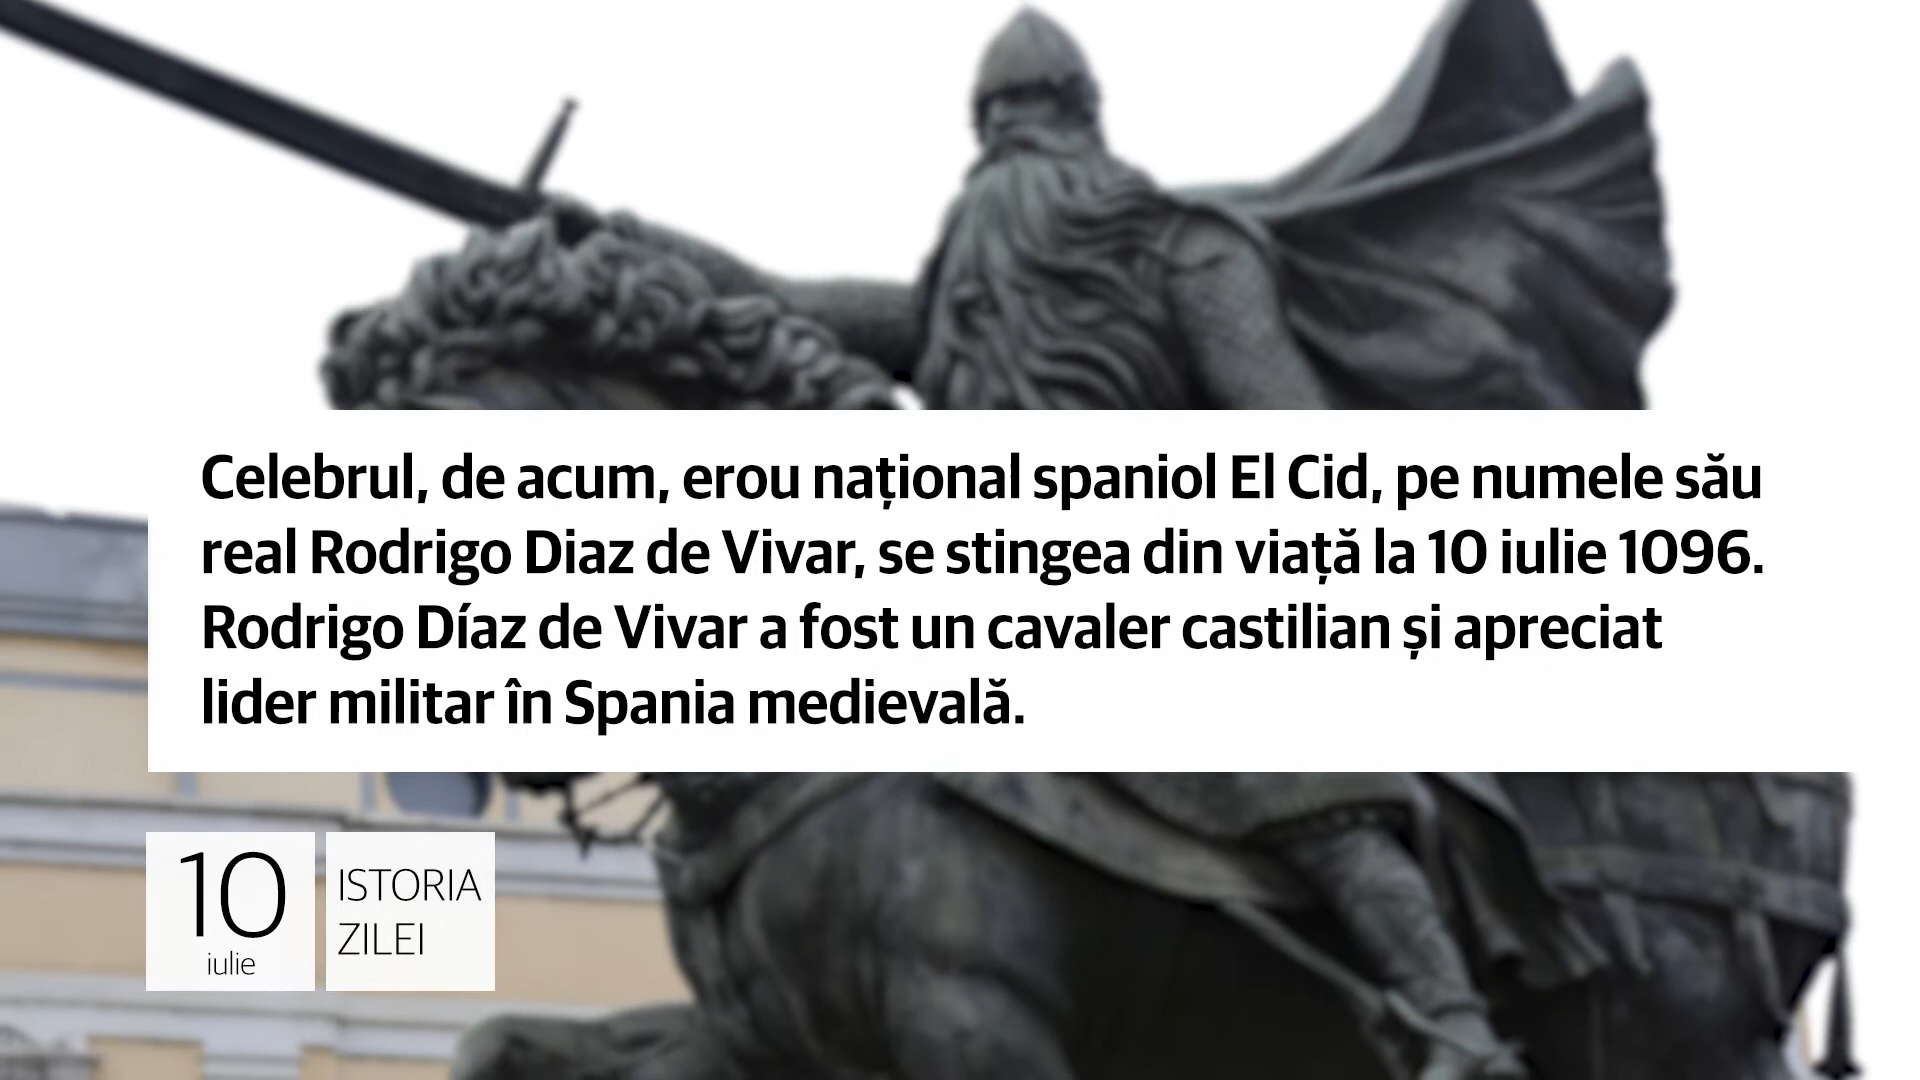 Celebrul, de acum, erou național spaniol El Cid, pe numele său
real Rodrigo Diaz de Vivar, se stingea din viață la 10 iulie 1096.
Rodrigo Díaz de Vivar a fost un cavaler castilian și apreciat
lider militar în Spania medievală.
10
iulie
ISTORIA
ZILEI